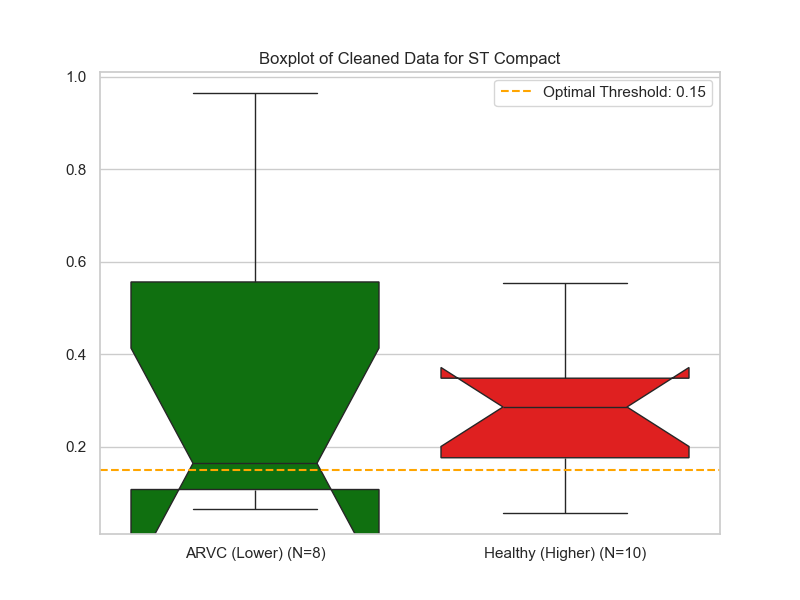 Boxplot of Cleaned Data for ST Compact
1.0
Optimal Threshold: 0.15
0.8
0.6
0.4
0.2
ARVC (Lower) (N=8)
Healthy (Higher) (N=10)